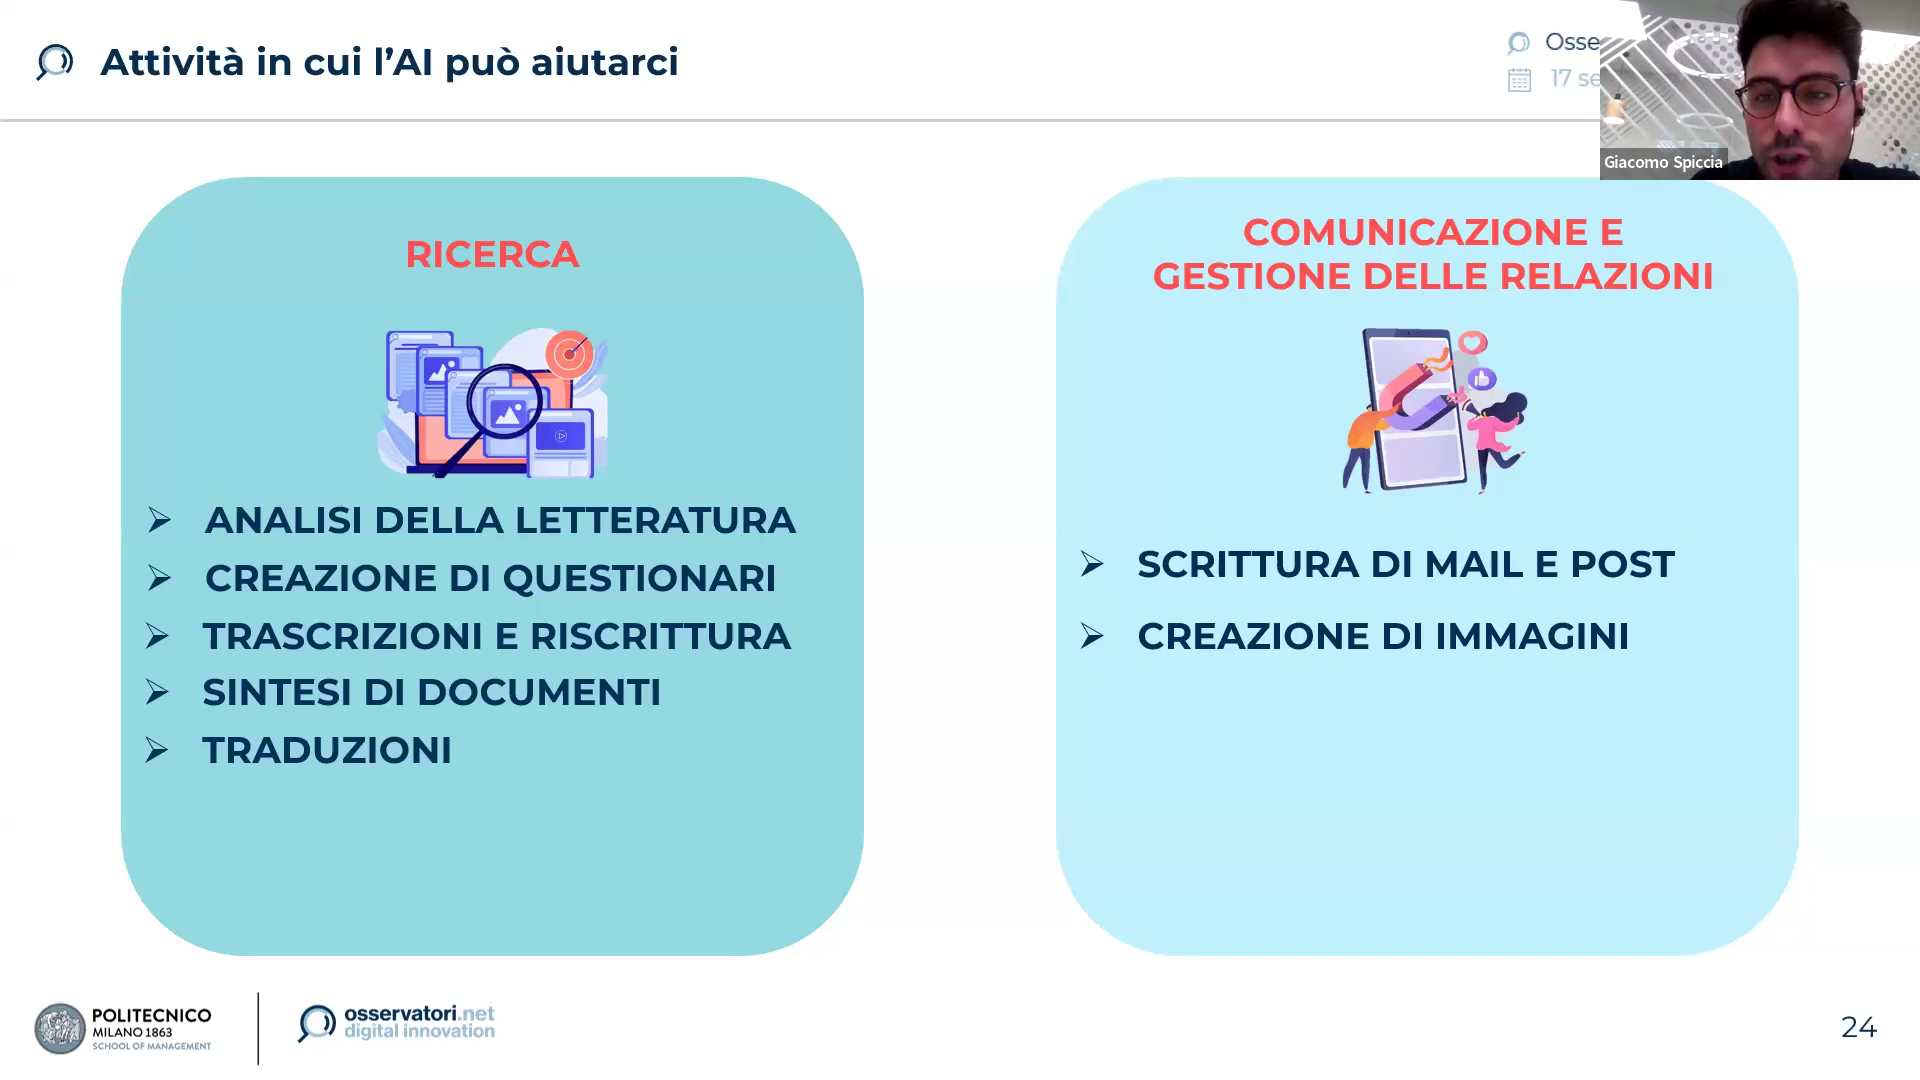 Attività in cui l’AI può aiutarci
Giacomo Spiccia
RICERCA
ANALISI DELLA LETTERATURA
CREAZIONE DI QUESTIONARI
TRASCRIZIONI E RISCRITTURA
SINTESI DI DOCUMENTI
TRADUZIONI
COMUNICAZIONE E
GESTIONE DELLE RELAZIONI
SCRITTURA DI MAIL E POST
CREAZIONE DI IMMAGINI
POLITECNICO
MILANO 1863
SCHOOL OF MANAGEMENT
osservatori.net
digital innovation
24